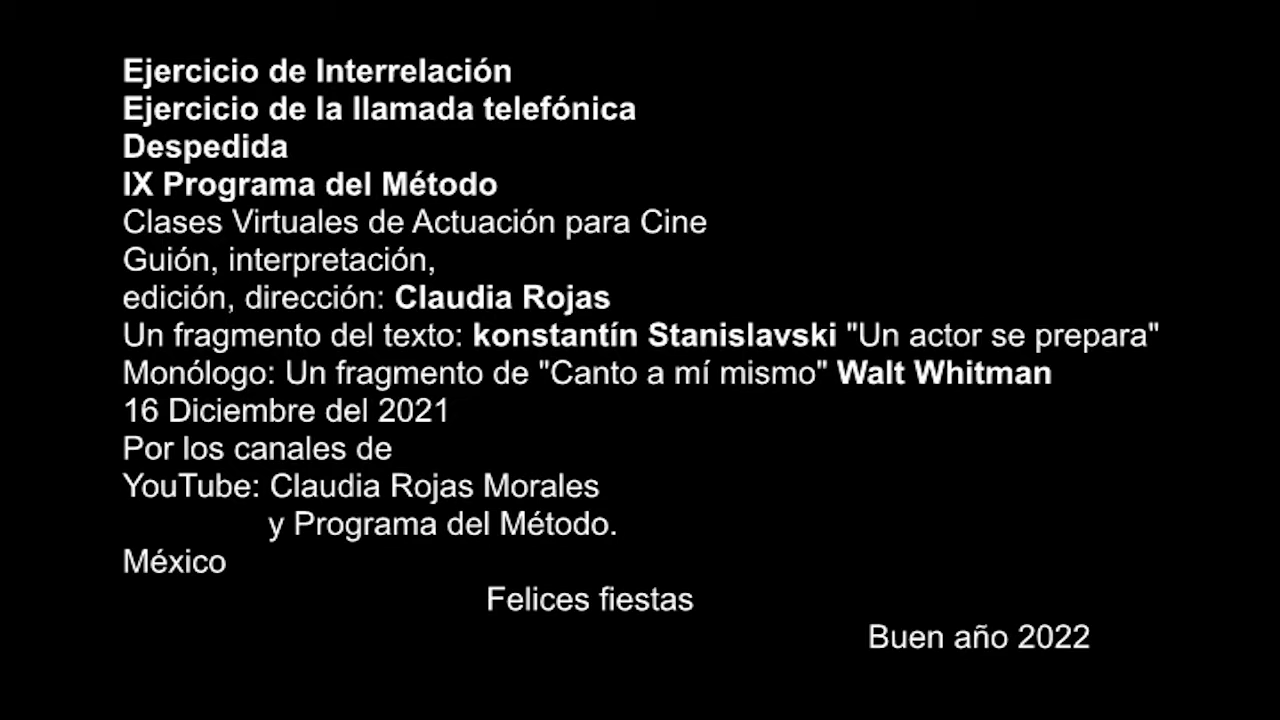 Ejercicio de Interrelación
Ejercicio de la llamada telefónica
Despedida
IX Programa del Método
Clases Virtuales de Actuación para Cine
Guión, interpretación,
edición, dirección: Claudia Rojas
Un fragmento del texto: konstantín Stanislavski "Un actor se prepara"
Monólogo: Un fragmento de "Canto a mí mismo" Walt Whitman
16 Diciembre del 2021
Por los canales de
YouTube: Claudia Rojas Morales
y Programa del Método.
México
Felices fiestas
Buen año 2022